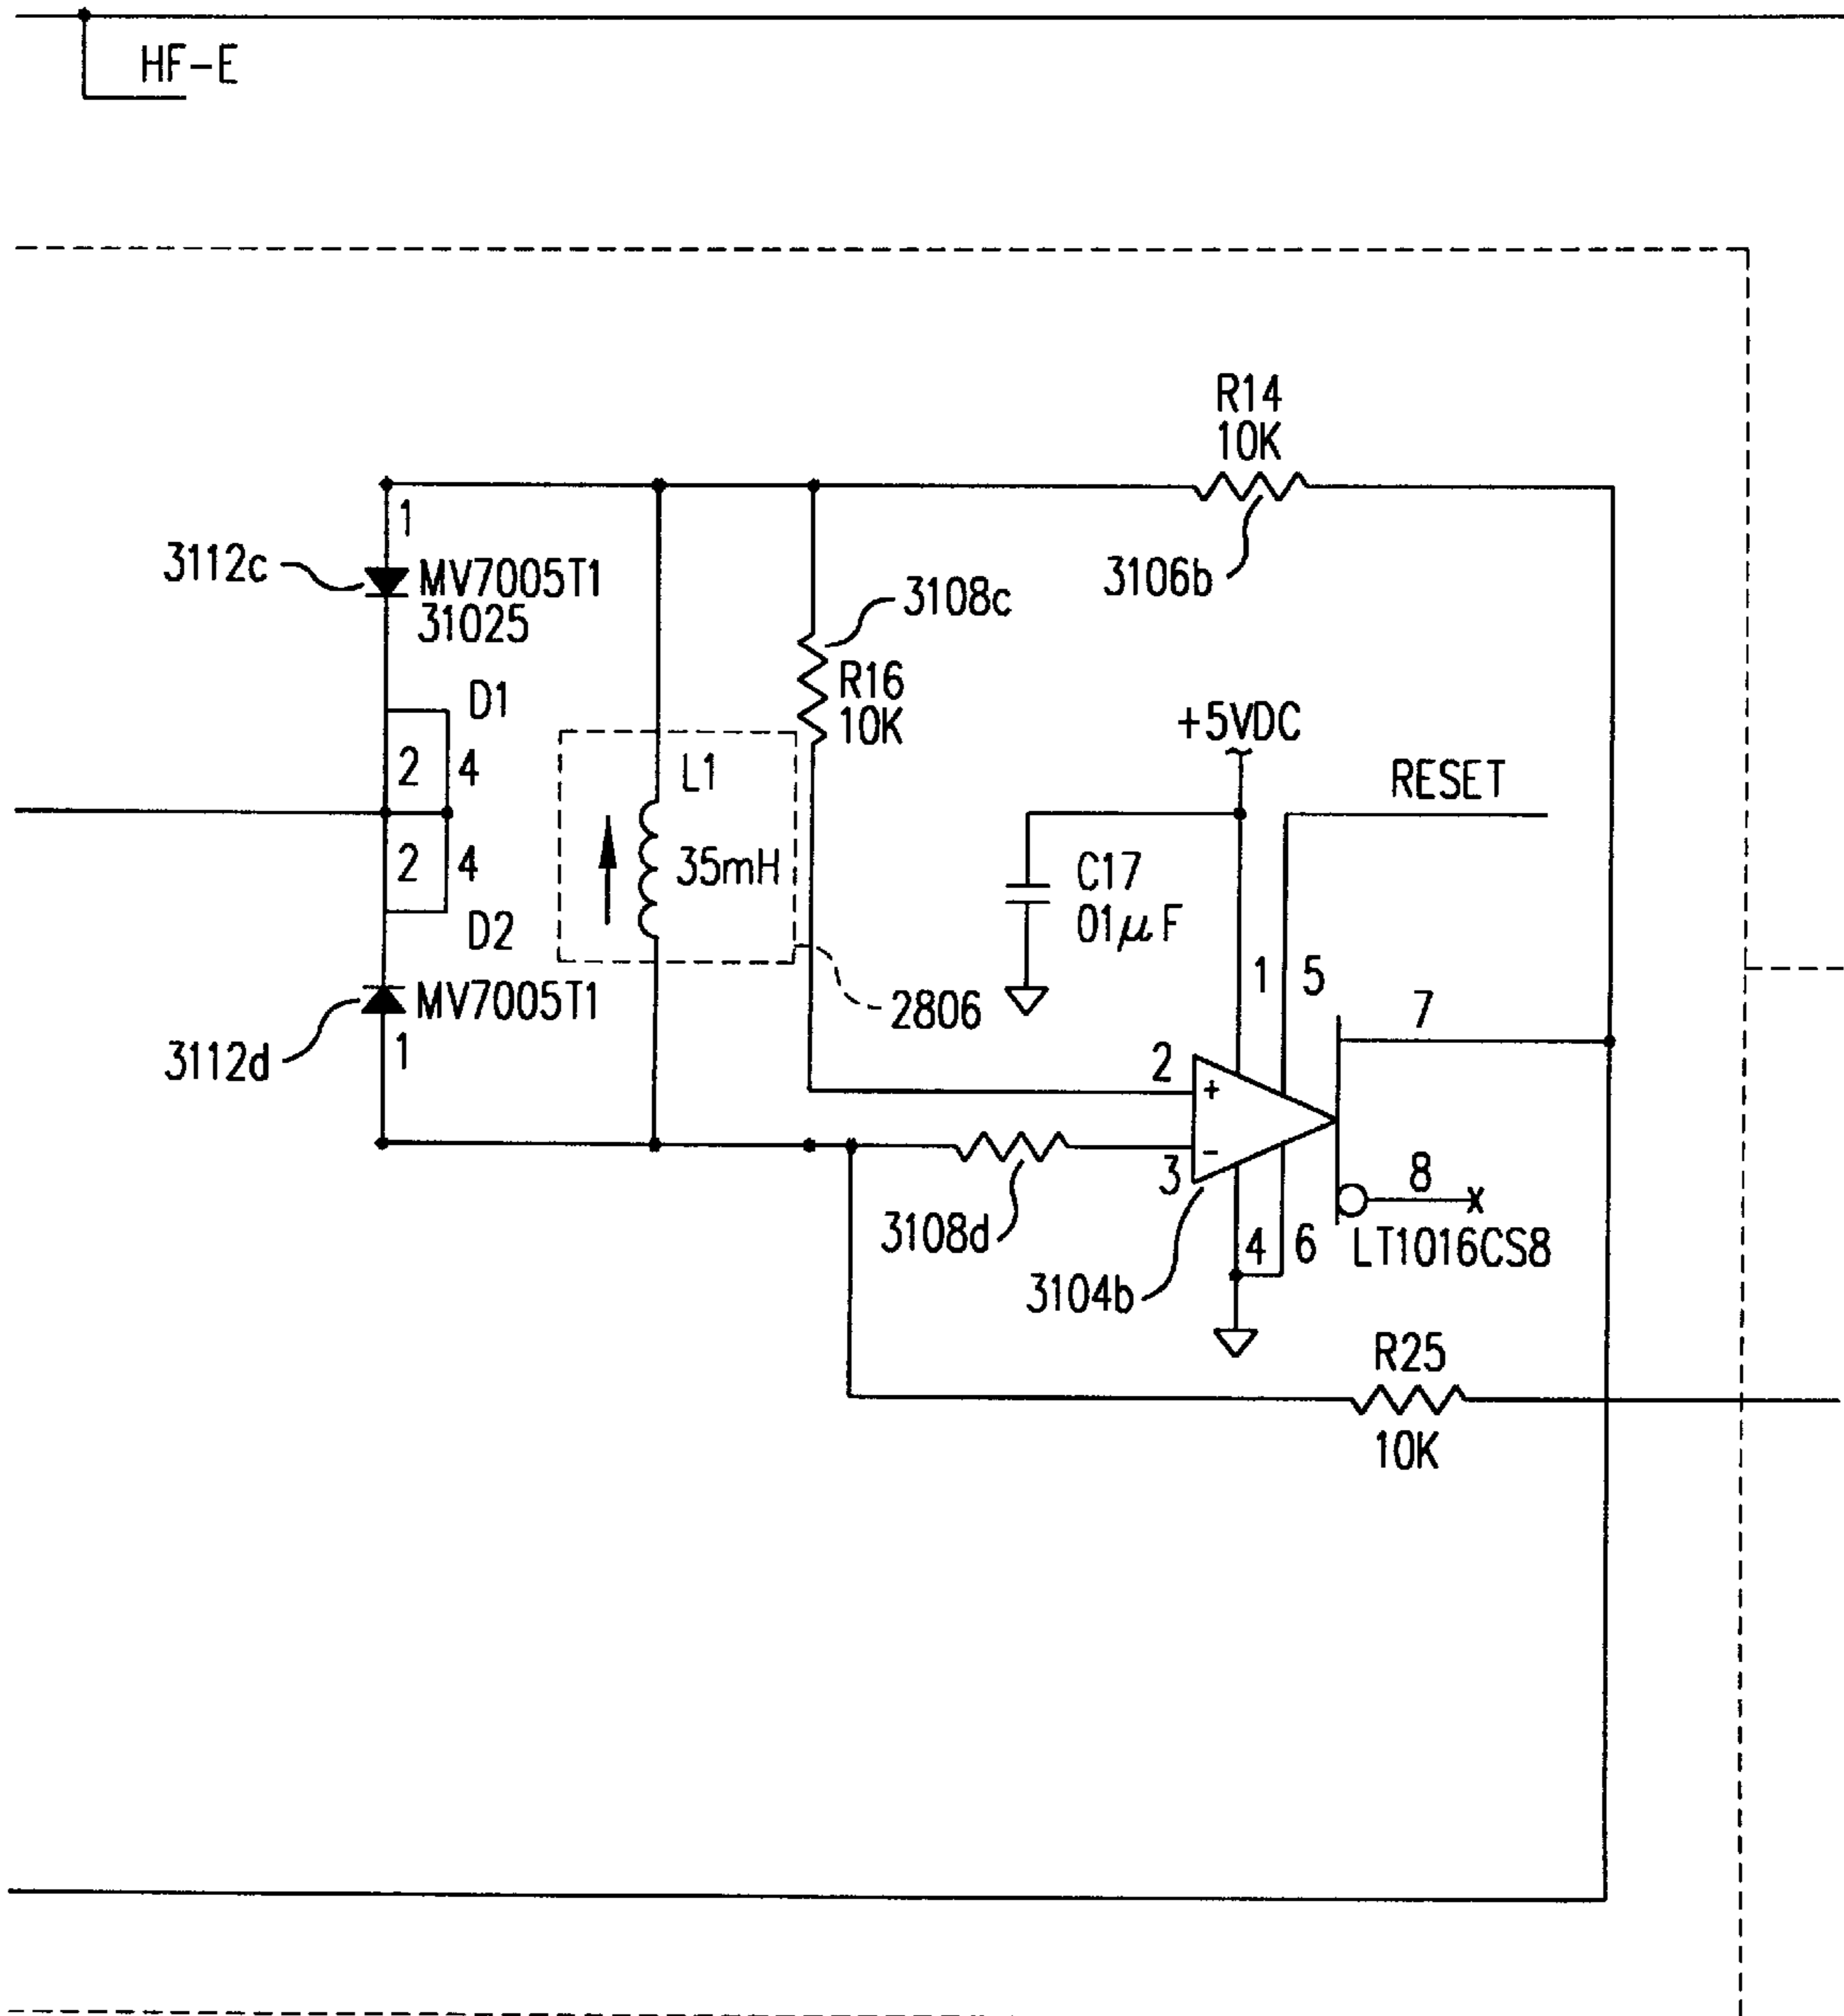 HF-E
R14
10K
3106b
1
3112c
MV7005T1
31025
3108c
R16
10K
D1
2
4
+5VDC
RESET
L1
35mH
2
4
C17
01μF
D2
MV7005T1
2806
1
5
7
3112d
1
2
+
-
3
8
x
3108d
4
6
LT1016CS8
3104b
R25
10K